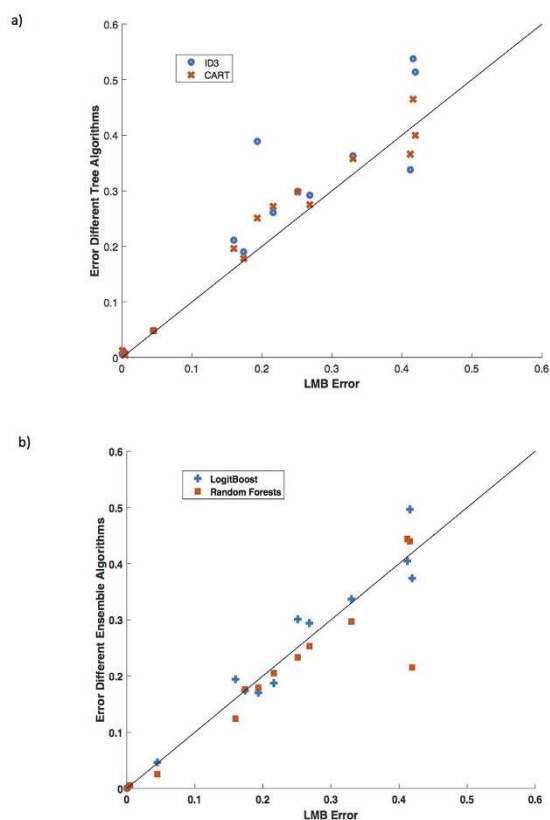 a)
0.6
0.5
0.4
0.3
0.2
0.1
0
Error Different Tree Algorithms
ID3
CART
0 0.1 0.2 0.3 0.4 0.5 0.6
LMB Error
b)
0.6
0.5
0.4
0.3
0.2
0.1
0
Error Different Ensemble Algorithms
LogitBoost
Random Forests
0 0.1 0.2 0.3 0.4 0.5 0.6
LMB Error